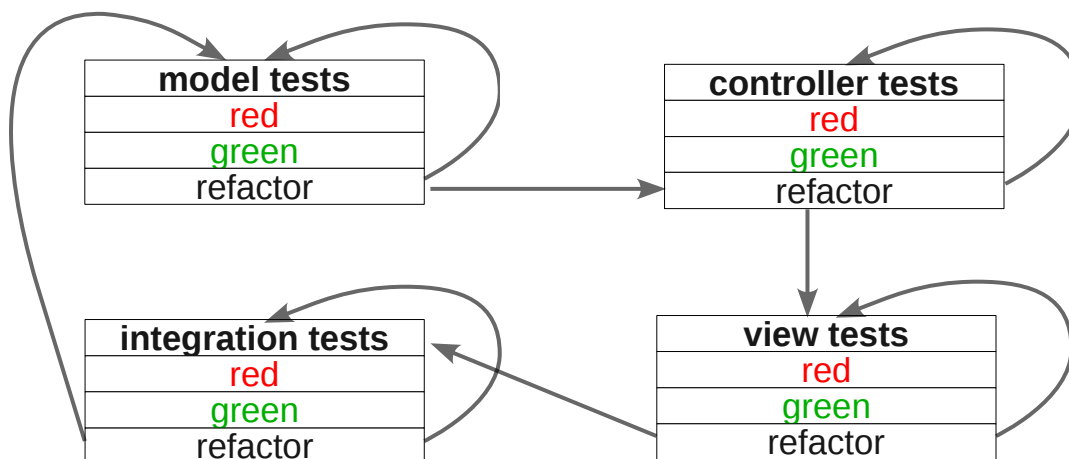 model tests
red
green
refactor
controller tests
red
green
refactor
integration tests
red
green
refactor
view tests
red
green
refactor